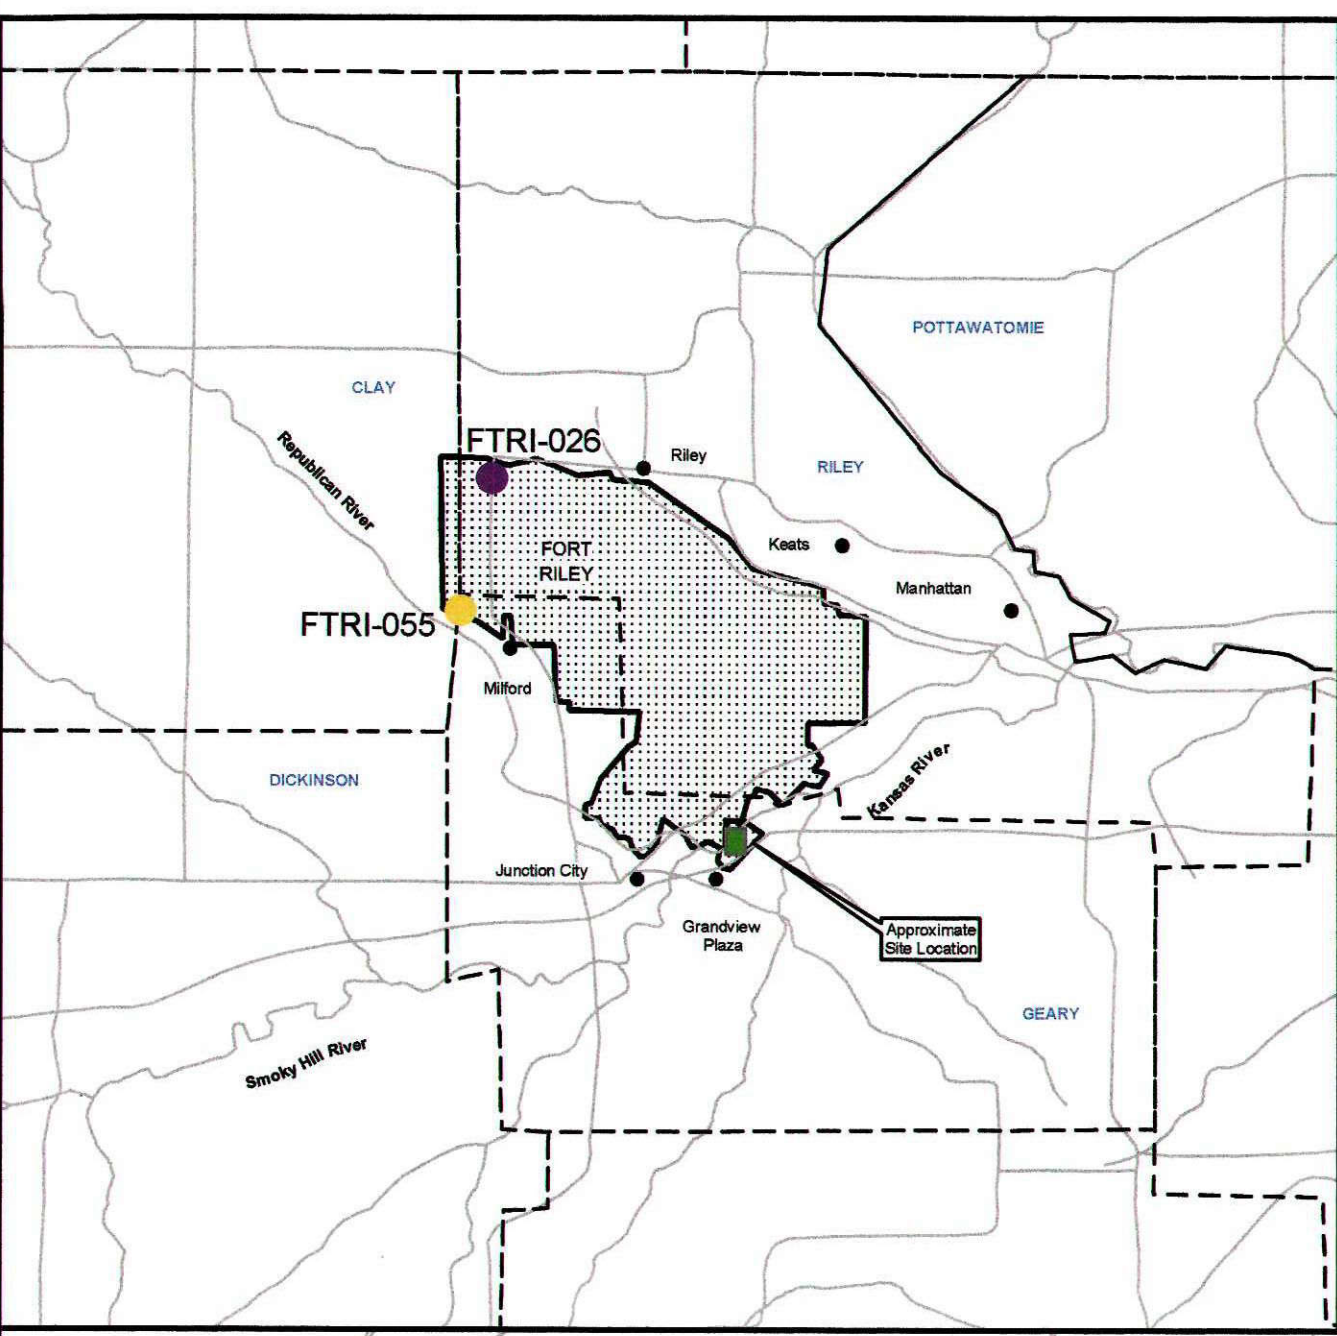 POTTAWATOMIE
CLAY
Republican River
FTRI-026
Riley
RILEY
FORT
RILEY
Keats
Manhattan
FTRI-055
Milford
DICKINSON
Kansas River
Junction City
Grandview
Plaza
Approximate
Site Location
GEARY
Smoky Hill River